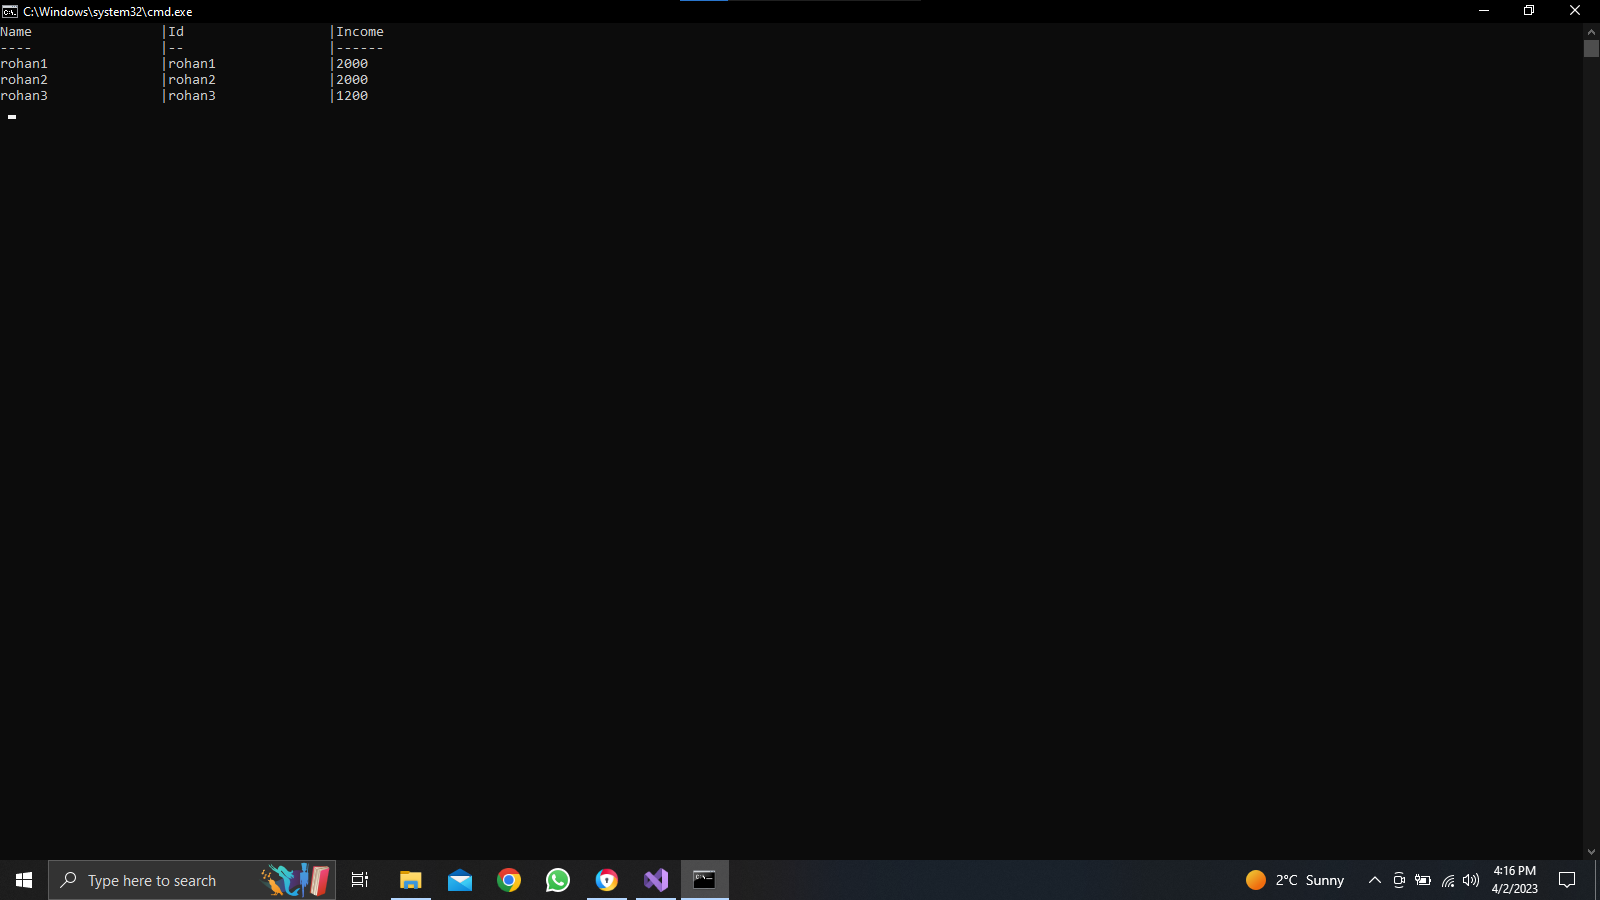 C:\Windows\system32\cmd.exe
Name |Id |Income
---- |-- |------
rohan1 |rohan1 |2000
rohan2 |rohan2 |2000
rohan3 |rohan3 |1200
Type here to search
2°C Sunny
4:16 PM
4/2/2023